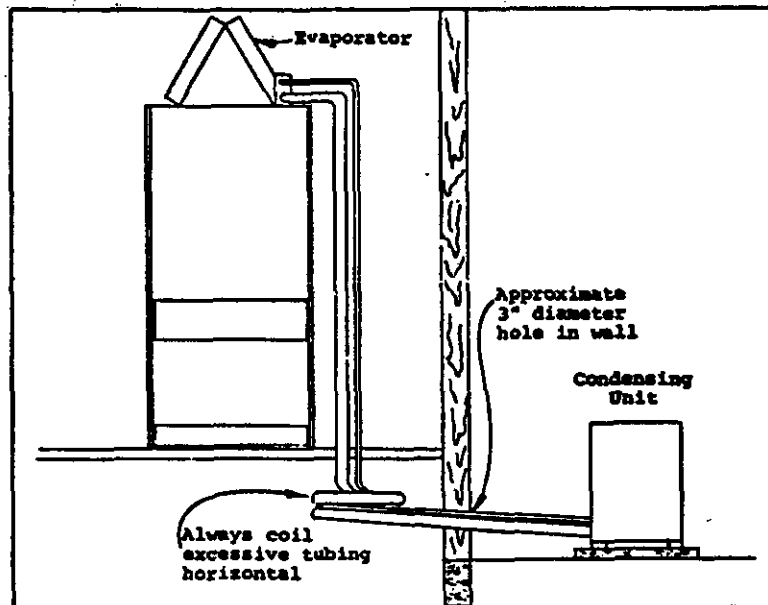 Evaporator
Approximate
3" diameter
hole in wall
Condensing
Unit
Always coil
excessive tubing
horizontal